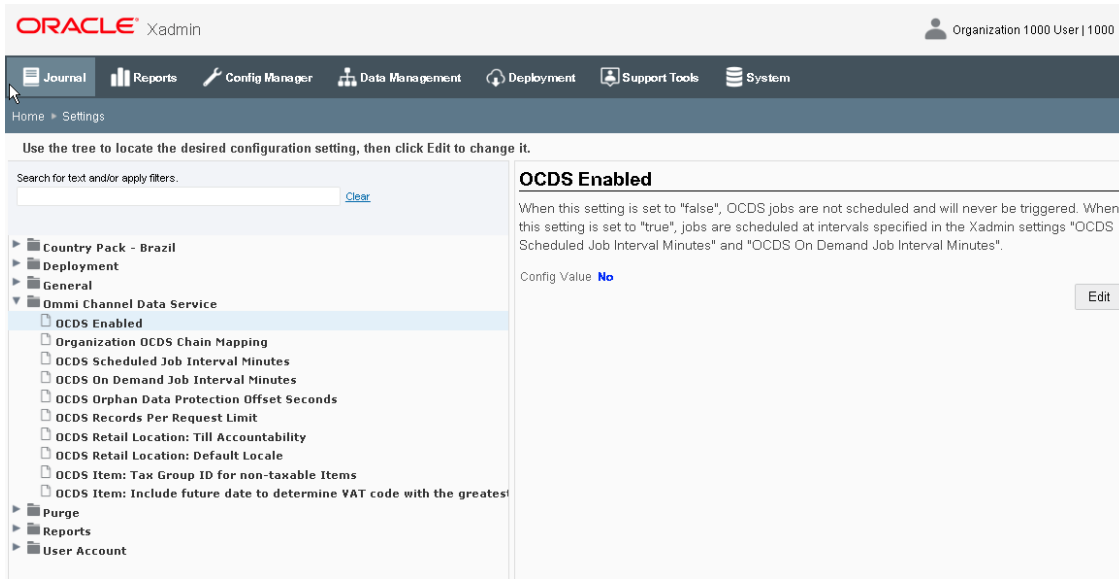 ORACLE Xadmin
Organization 1000 User | 1000
Journal Reports Config Manager Data Management Deployment Support Tools System
Home Settings
Use the tree to locate the desired configuration setting, then click Edit to change it.
Search for text and/or apply filters.
Clear
Country Pack - Brazil
Deployment
General
Ommi Channel Data Service
OCDS Enabled
Organization OCDS Chain Mapping
OCDS Scheduled Job Interval Minutes
OCDS On Demand Job Interval Minutes
OCDS Orphan Data Protection Offset Seconds
OCDS Records Per Request Limit
OCDS Retail Location: Till Accountability
OCDS Retail Location: Default Locale
OCDS Item: Tax Group ID for non-taxable Items
OCDS Item: Include future date to determine VAT code with the greatest
Purge
Reports
User Account
OCDS Enabled
When this setting is set to "false", OCDS jobs are not scheduled and will never be triggered. When
this setting is set to "true", jobs are scheduled at intervals specified in the Xadmin settings "OCDS
Scheduled Job Interval Minutes" and "OCDS On Demand Job Interval Minutes".
Config Value No
Edit